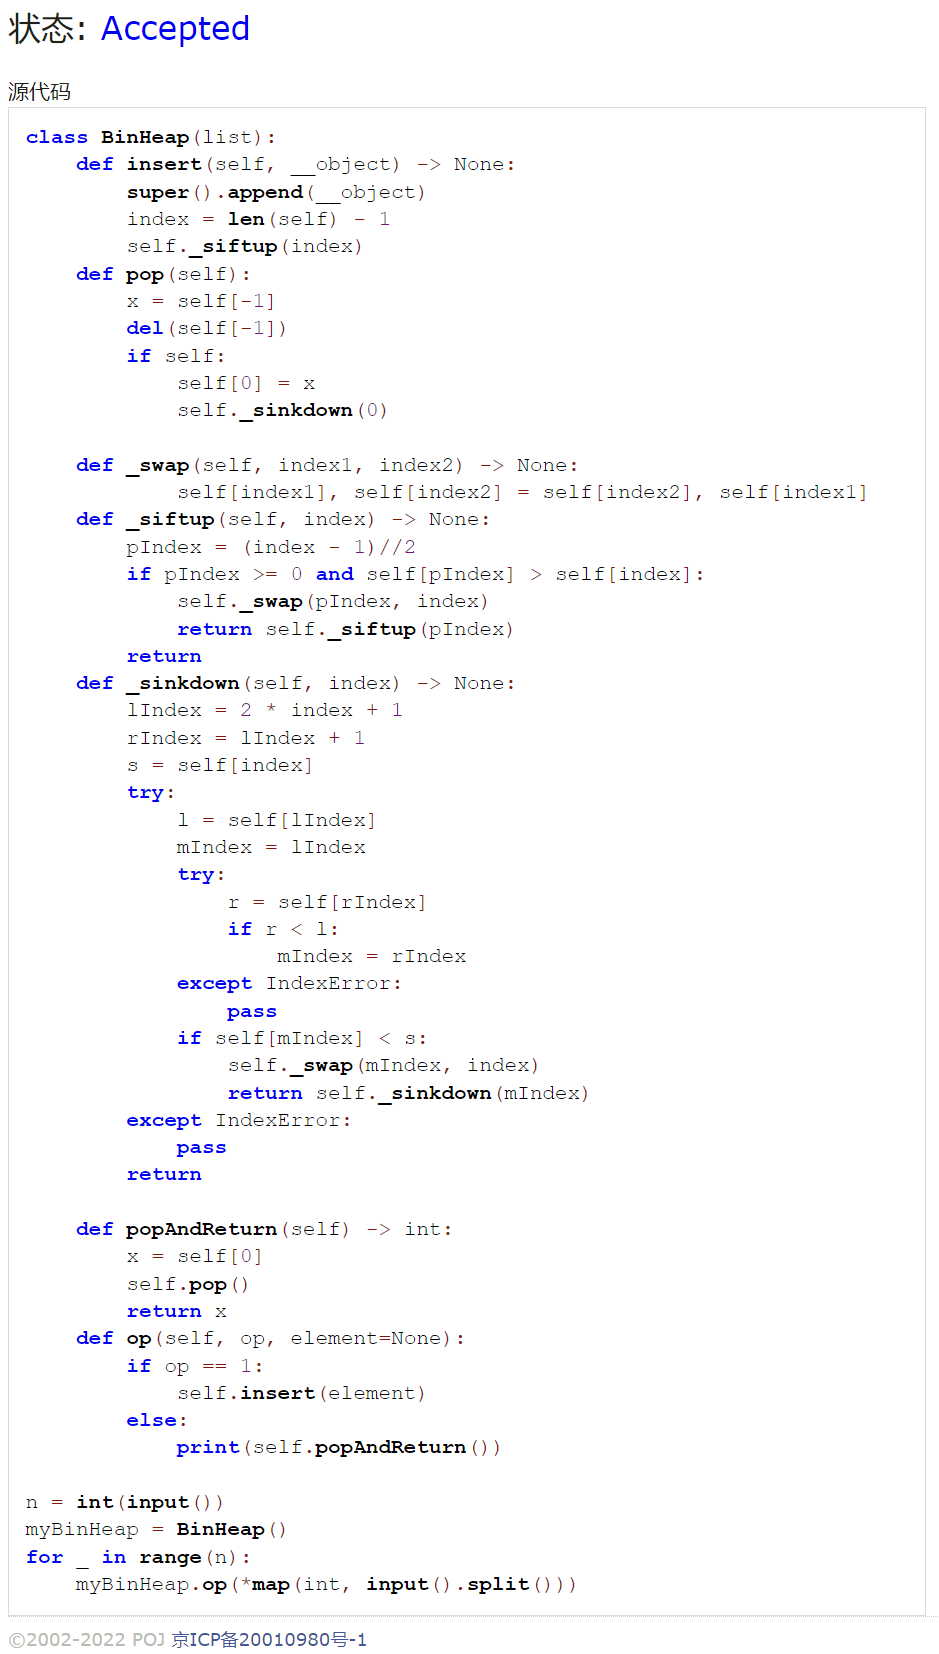 状态: Accepted
源代码
class BinHeap(list):
    def insert(self, __object) -> None:
        super().append(__object)
        index = len(self) - 1
        self._siftup(index)
    def pop(self):
        x = self[-1]
        del(self[-1])
        if self:
            self[0] = x
            self._sinkdown(0)

    def _swap(self, index1, index2) -> None:
            self[index1], self[index2] = self[index2], self[index1]
    def _siftup(self, index) -> None:
        pIndex = (index - 1)//2
        if pIndex >= 0 and self[pIndex] > self[index]:
            self._swap(pIndex, index)
            return self._siftup(pIndex)
        return
    def _sinkdown(self, index) -> None:
        lIndex = 2 * index + 1
        rIndex = lIndex + 1
        s = self[index]
        try:
            l = self[lIndex]
            mIndex = lIndex
            try:
                r = self[rIndex]
                if r < l:
                    mIndex = rIndex
            except IndexError:
                pass
            if self[mIndex] < s:
                self._swap(mIndex, index)
                return self._sinkdown(mIndex)
        except IndexError:
            pass
        return

    def popAndReturn(self) -> int:
        x = self[0]
        self.pop()
        return x
    def op(self, op, element=None):
        if op == 1:
            self.insert(element)
        else:
            print(self.popAndReturn())

n = int(input())
myBinHeap = BinHeap()
for _ in range(n):
    myBinHeap.op(*map(int, input().split()))
©2002-2022 POJ 京ICP备20010980号-1